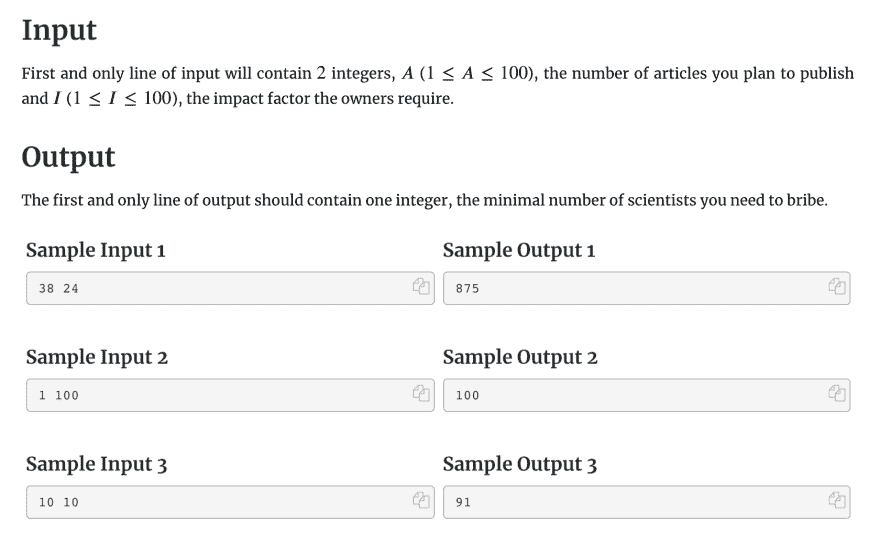 Input
First and only line of input will contain 2 integers, A (1 ≤ A ≤ 100), the number of articles you plan to publish
and I (1 ≤ I ≤ 100), the impact factor the owners require.
Output
The first and only line of output should contain one integer, the minimal number of scientists you need to bribe.
Sample Input 1
Sample Output 1
38 24
875
Sample Input 2
Sample Output 2
1 100
100
Sample Input 3
Sample Output 3
10 10
91